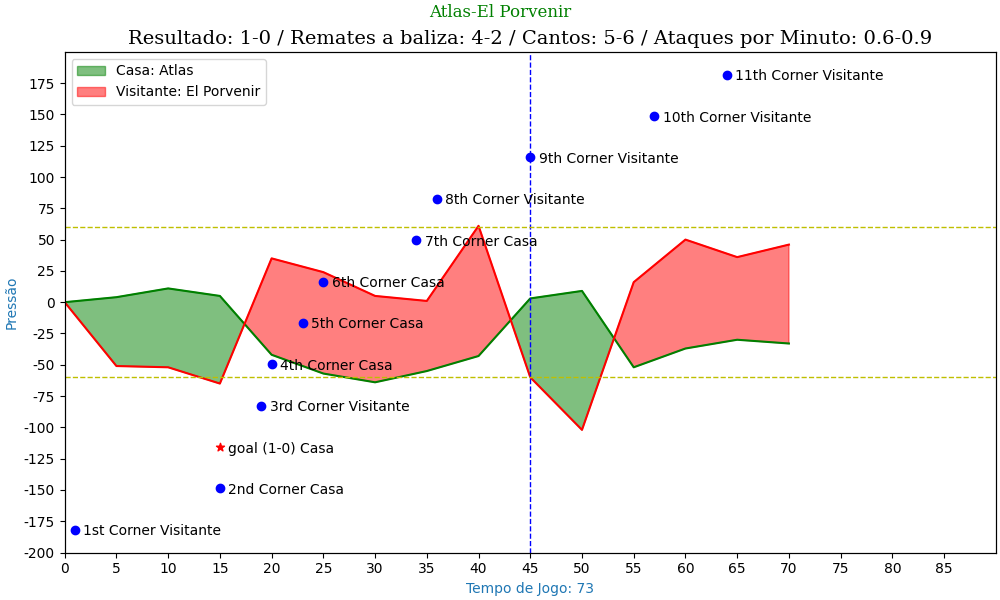 Atlas-El Porvenir
Resultado: 1-0 / Remates a baliza: 4-2 / Cantos: 5-6 / Ataques por Minuto: 0.6-0.9
Casa: Atlas
Visitante: El Porvenir
11th Corner Visitante
10th Corner Visitante
9th Corner Visitante
8th Corner Visitante
7th Corner Casa
6th Corner Casa
5th Corner Casa
4th Corner Casa
3rd Corner Visitante
goal (1-0) Casa
2nd Corner Casa
1st Corner Visitante
Pressão
175
150
125
100
75
50
25
0
-25
-50
-75
-100
-125
-150
-175
-200
0 5 10 15 20 25 30 35 40 45 50 55 60 65 70 75 80 85
Tempo de Jogo: 73